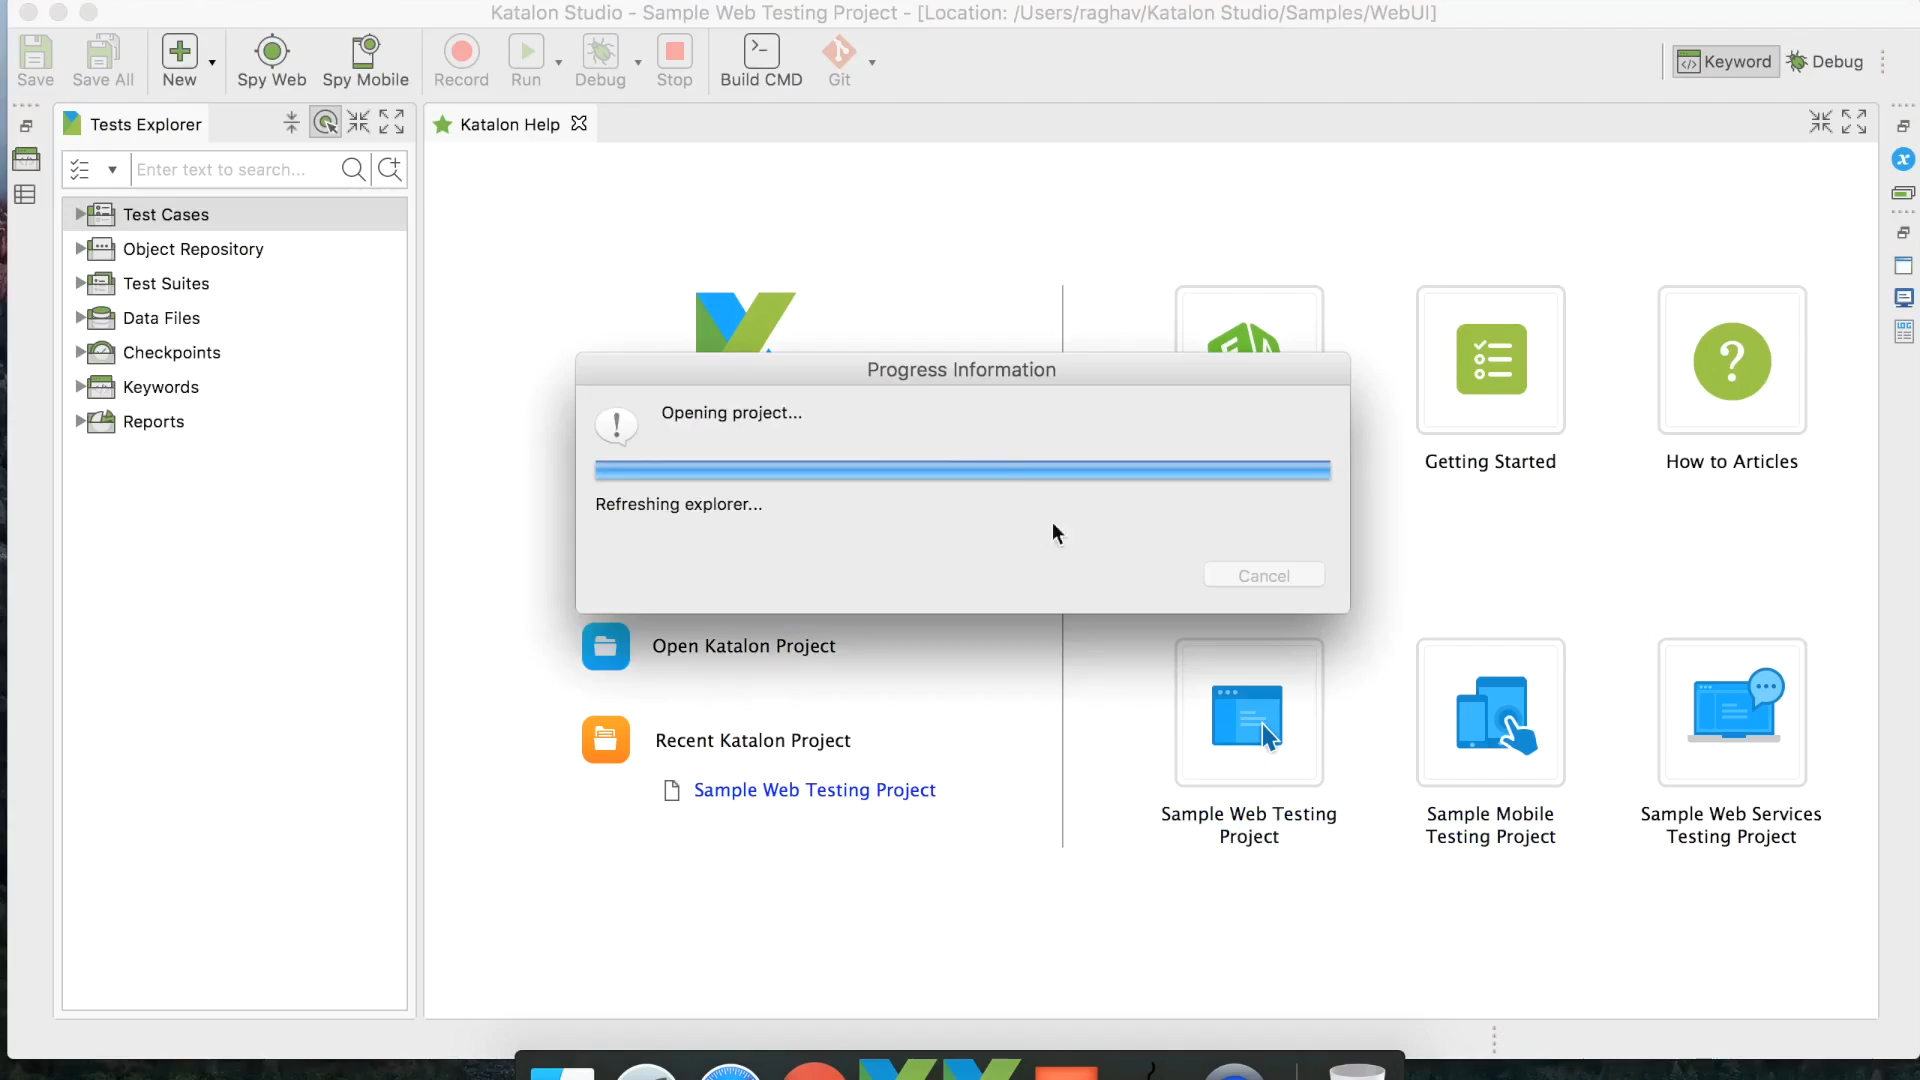 Katalon Studio - Sample Web Testing Project - [Location: /Users/raghav/Katalon Studio/Samples/WebUI]
Save
Save All
New
Spy Web
Spy Mobile
Record
Run
Debug
Stop
Build CMD
Git
Keyword
Debug
Tests Explorer
Katalon Help
Enter text to search...
Test Cases
Object Repository
Test Suites
Data Files
Checkpoints
Keywords
Reports
Progress Information
Opening project...
Refreshing explorer...
Cancel
Getting Started
How to Articles
Open Katalon Project
Recent Katalon Project
Sample Web Testing Project
Sample Web Testing
Project
Sample Mobile
Testing Project
Sample Web Services
Testing Project